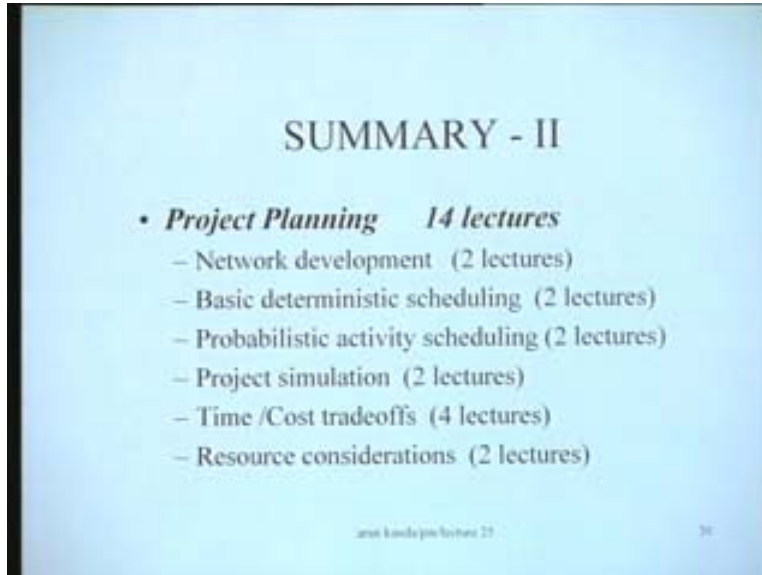 SUMMARY - II
• Project Planning 14 lectures
– Network development (2 lectures)
– Basic deterministic scheduling (2 lectures)
– Probabilistic activity scheduling (2 lectures)
– Project simulation (2 lectures)
– Time /Cost tradeoffs (4 lectures)
– Resource considerations (2 lectures)